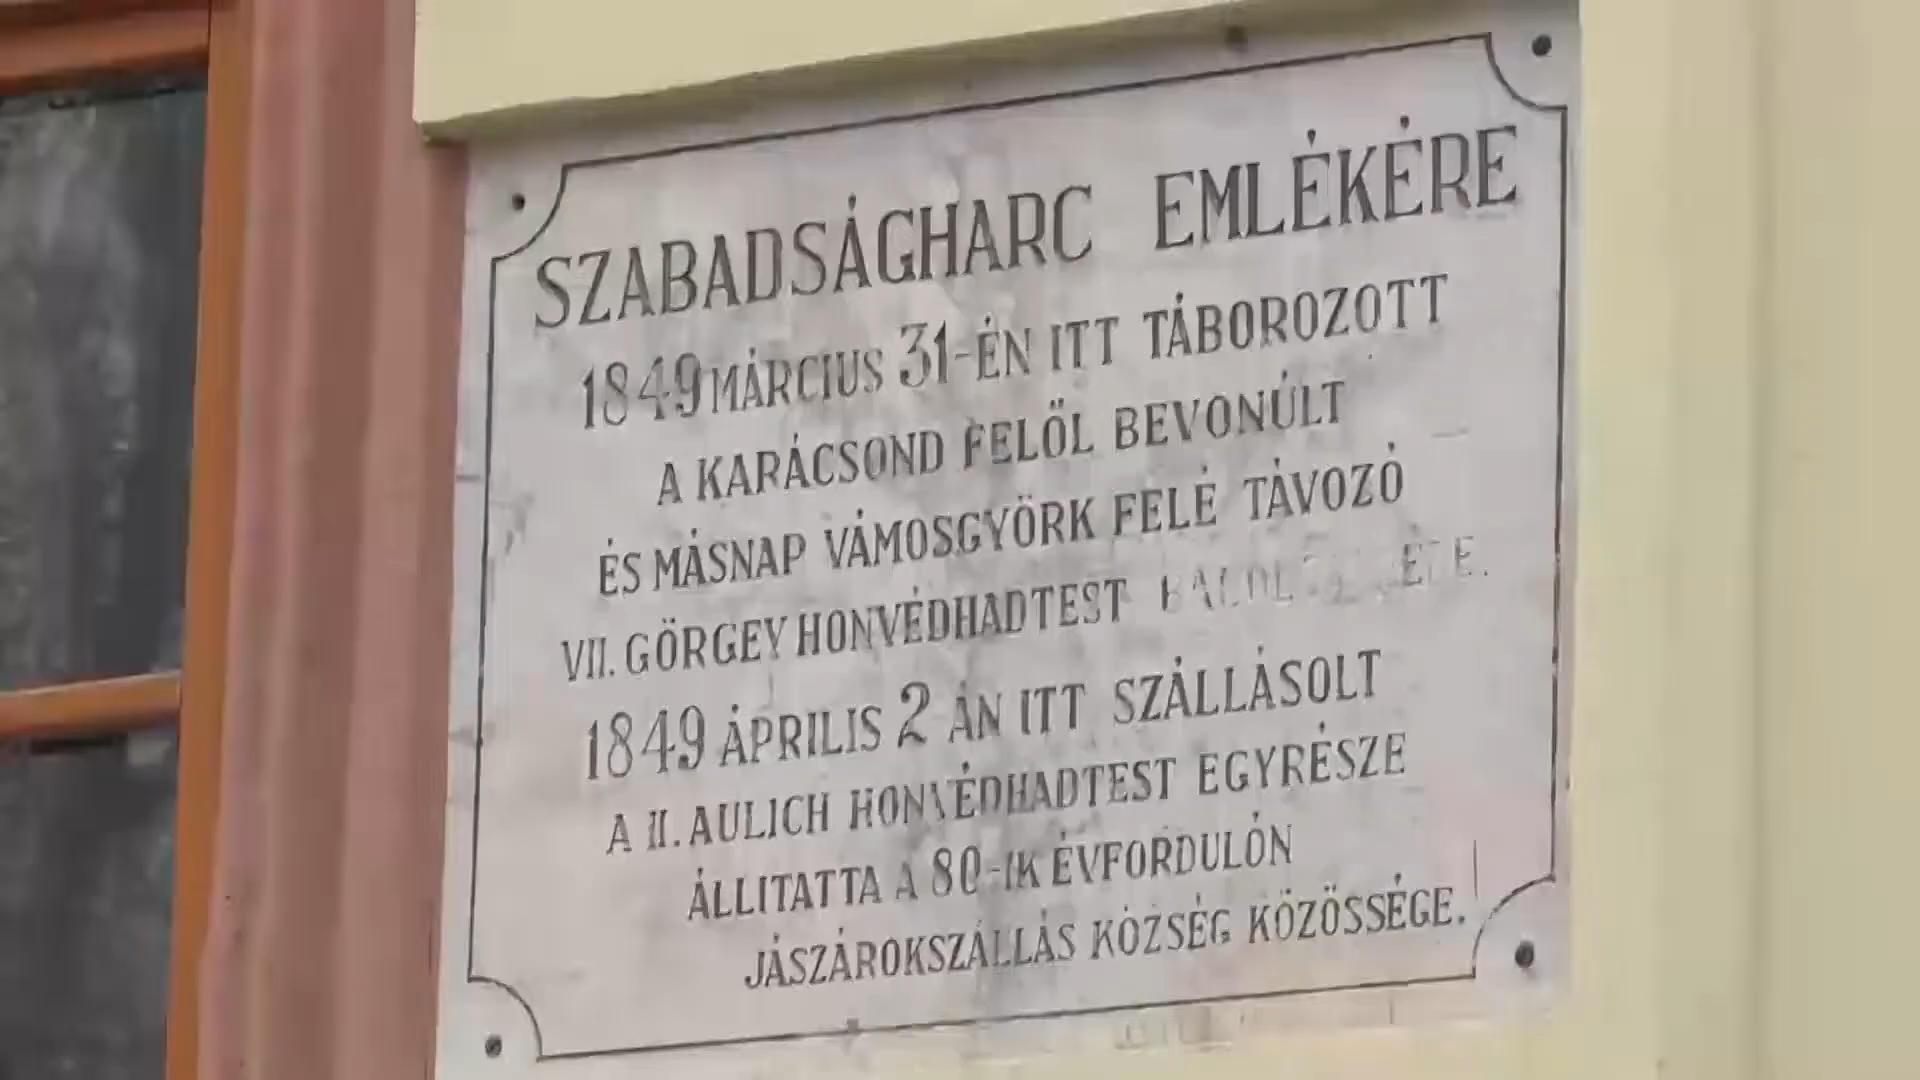 SZABADSÁGHARC EMLÉKÉRE
1849 MÁRCIUS 31-ÉN ITT TÁBOROZOTT
A KARÁCSOND FELŐL BEVONÚLT
ÉS MÁSNAP VÁMOSGYÖRK FELÉ TÁVOZÓ
VII. GÖRGEY HONVÉDHADTEST
1849 ÁPRILIS 2 ÁN ITT SZÁLLÁSOLT
A II. AULICH HONVÉDHADTEST EGYRÉSZE
ÁLLITATTA A 80-IK ÉVFORDULÓN
JÁSZÁROKSZÁLLÁS KÖZSÉG KÖZÖSSÉGE.